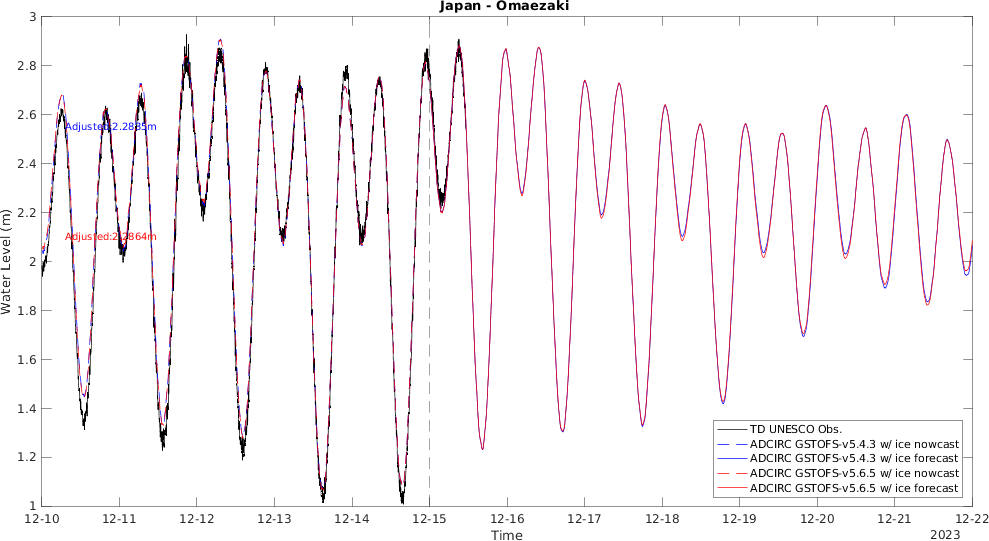 Japan - Omaezaki
Water Level (m)
3
2.8
2.6
2.4
2.2
2
1.8
1.6
1.4
1.2
1
Adjusted:2.2885m
Adjusted:2.2864m
TD UNESCO Obs.
ADCIRC GSTOFS-v5.4.3 w/ ice nowcast
ADCIRC GSTOFS-v5.4.3 w/ ice forecast
ADCIRC GSTOFS-v5.6.5 w/ ice nowcast
ADCIRC GSTOFS-v5.6.5 w/ ice forecast
12-10 12-11 12-12 12-13 12-14 12-15 12-16 12-17 12-18 12-19 12-20 12-21 12-22
Time
2023